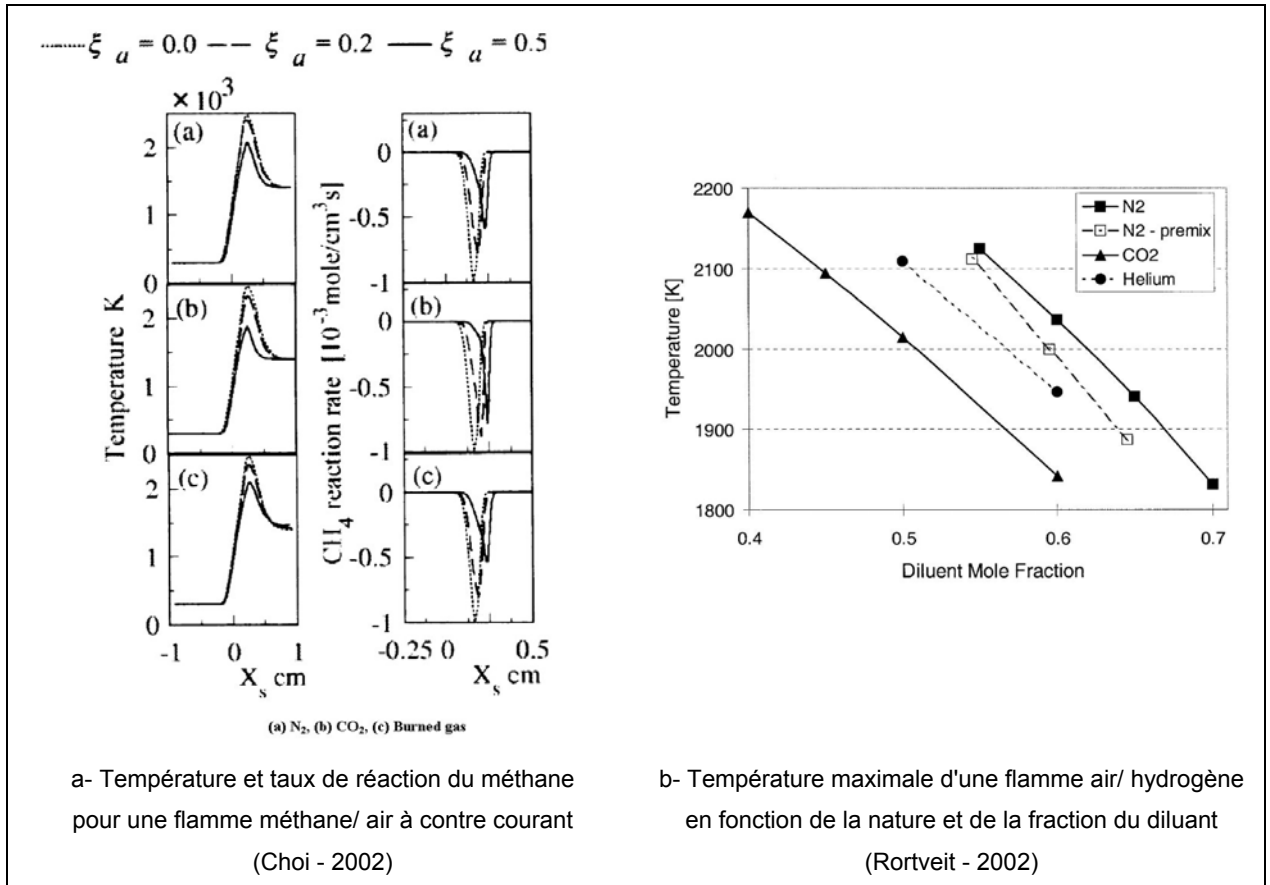 ξ a = 0.0 ξ a = 0.2 ξ a = 0.5
× 10³
(a)
2
1
0
(b)
2
1
0
(c)
2
1
0
-1 0 1
X_s cm
Temperature K
(a)
0
-0.5
-1
(b)
0
-0.5
-1
(c)
0
-0.5
-1
-0.25 0 0.5
X_s cm
CH₄ reaction rate [10⁻³mole/cm³s]
(a) N₂, (b) CO₂, (c) Burned gas
a- Température et taux de réaction du méthane
pour une flamme méthane/ air à contre courant
(Choi - 2002)
2200
2100
2000
1900
1800
Temperature [K]
N2
N2 - premix
CO2
Helium
0.4 0.5 0.6 0.7
Diluent Mole Fraction
b- Température maximale d'une flamme air/ hydrogène
en fonction de la nature et de la fraction du diluant
(Rortveit - 2002)